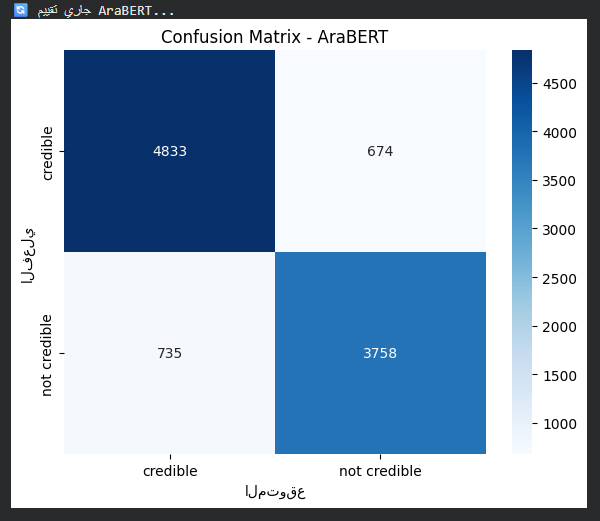 🔄 جاري تقييم AraBERT...
Confusion Matrix - AraBERT
credible
4833
674
not credible
735
3758
الفعلي
credible
not credible
المتوقع
4500
4000
3500
3000
2500
2000
1500
1000